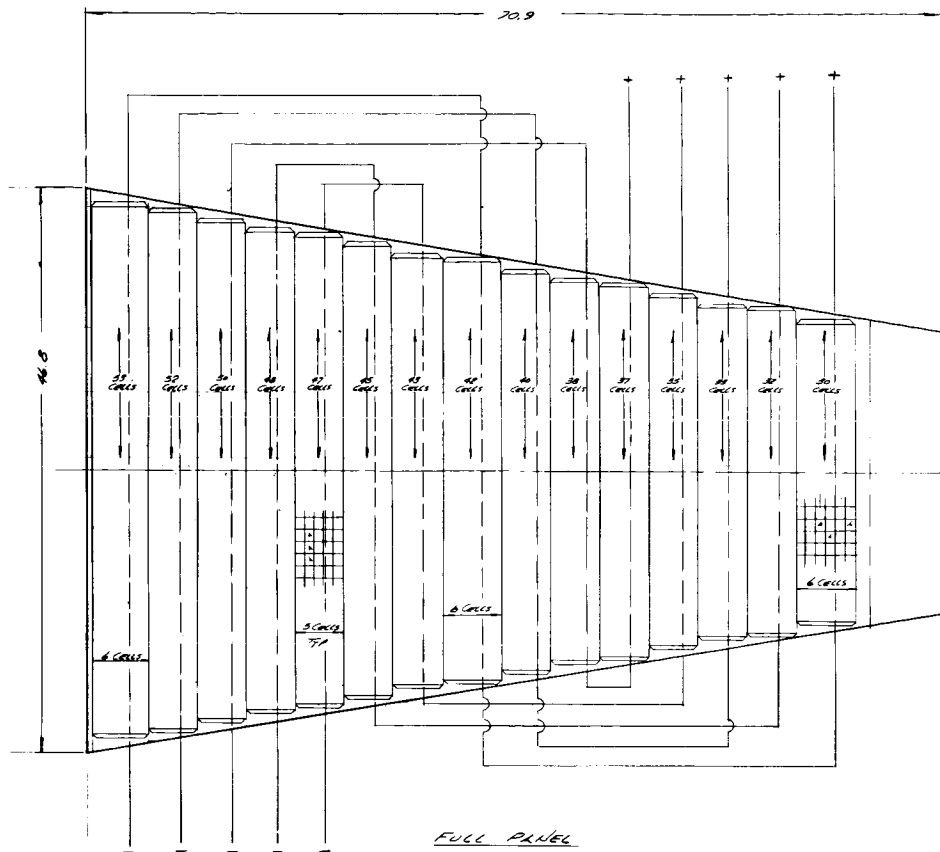 70.9
+ + + + +
46.8
52 CELLS
50 CELLS
48 CELLS
47 CELLS
45 CELLS
43 CELLS
42 CELLS
40 CELLS
38 CELLS
37 CELLS
35 CELLS
CELLS
32 CELLS
30 CELLS
6 CELLS
5 CELLS
TYP
6 CELLS
6 CELLS
FULL PANEL